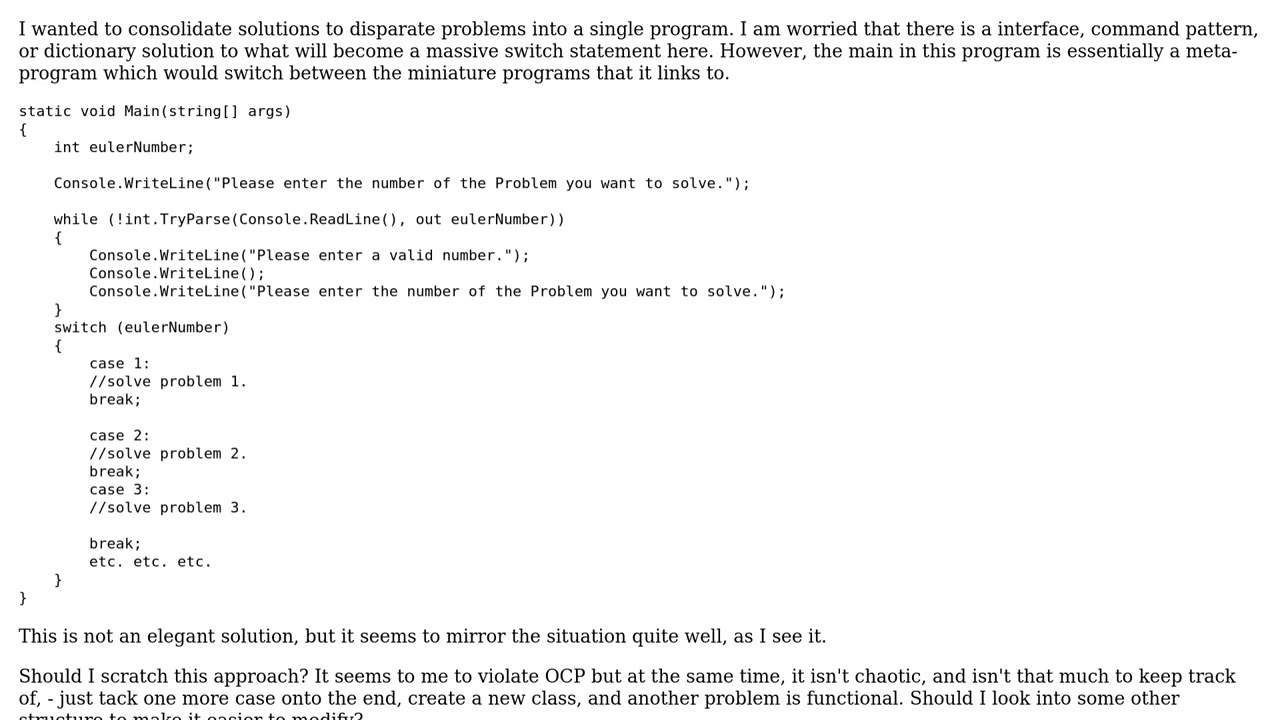 I wanted to consolidate solutions to disparate problems into a single program. I am worried that there is a interface, command pattern,
or dictionary solution to what will become a massive switch statement here. However, the main in this program is essentially a meta-
program which would switch between the miniature programs that it links to.
static void Main(string[] args)
{
    int eulerNumber;
    Console.WriteLine("Please enter the number of the Problem you want to solve.");
    while (!int.TryParse(Console.ReadLine(), out eulerNumber))
    {
        Console.WriteLine("Please enter a valid number.");
        Console.WriteLine();
        Console.WriteLine("Please enter the number of the Problem you want to solve.");
    }
    switch (eulerNumber)
    {
        case 1:
        //solve problem 1.
        break;
        case 2:
        //solve problem 2.
        break;
        case 3:
        //solve problem 3.
        break;
        etc. etc. etc.
    }
}
This is not an elegant solution, but it seems to mirror the situation quite well, as I see it.
Should I scratch this approach? It seems to me to violate OCP but at the same time, it isn't chaotic, and isn't that much to keep track
of, - just tack one more case onto the end, create a new class, and another problem is functional. Should I look into some other
structure to make it easier to modify?